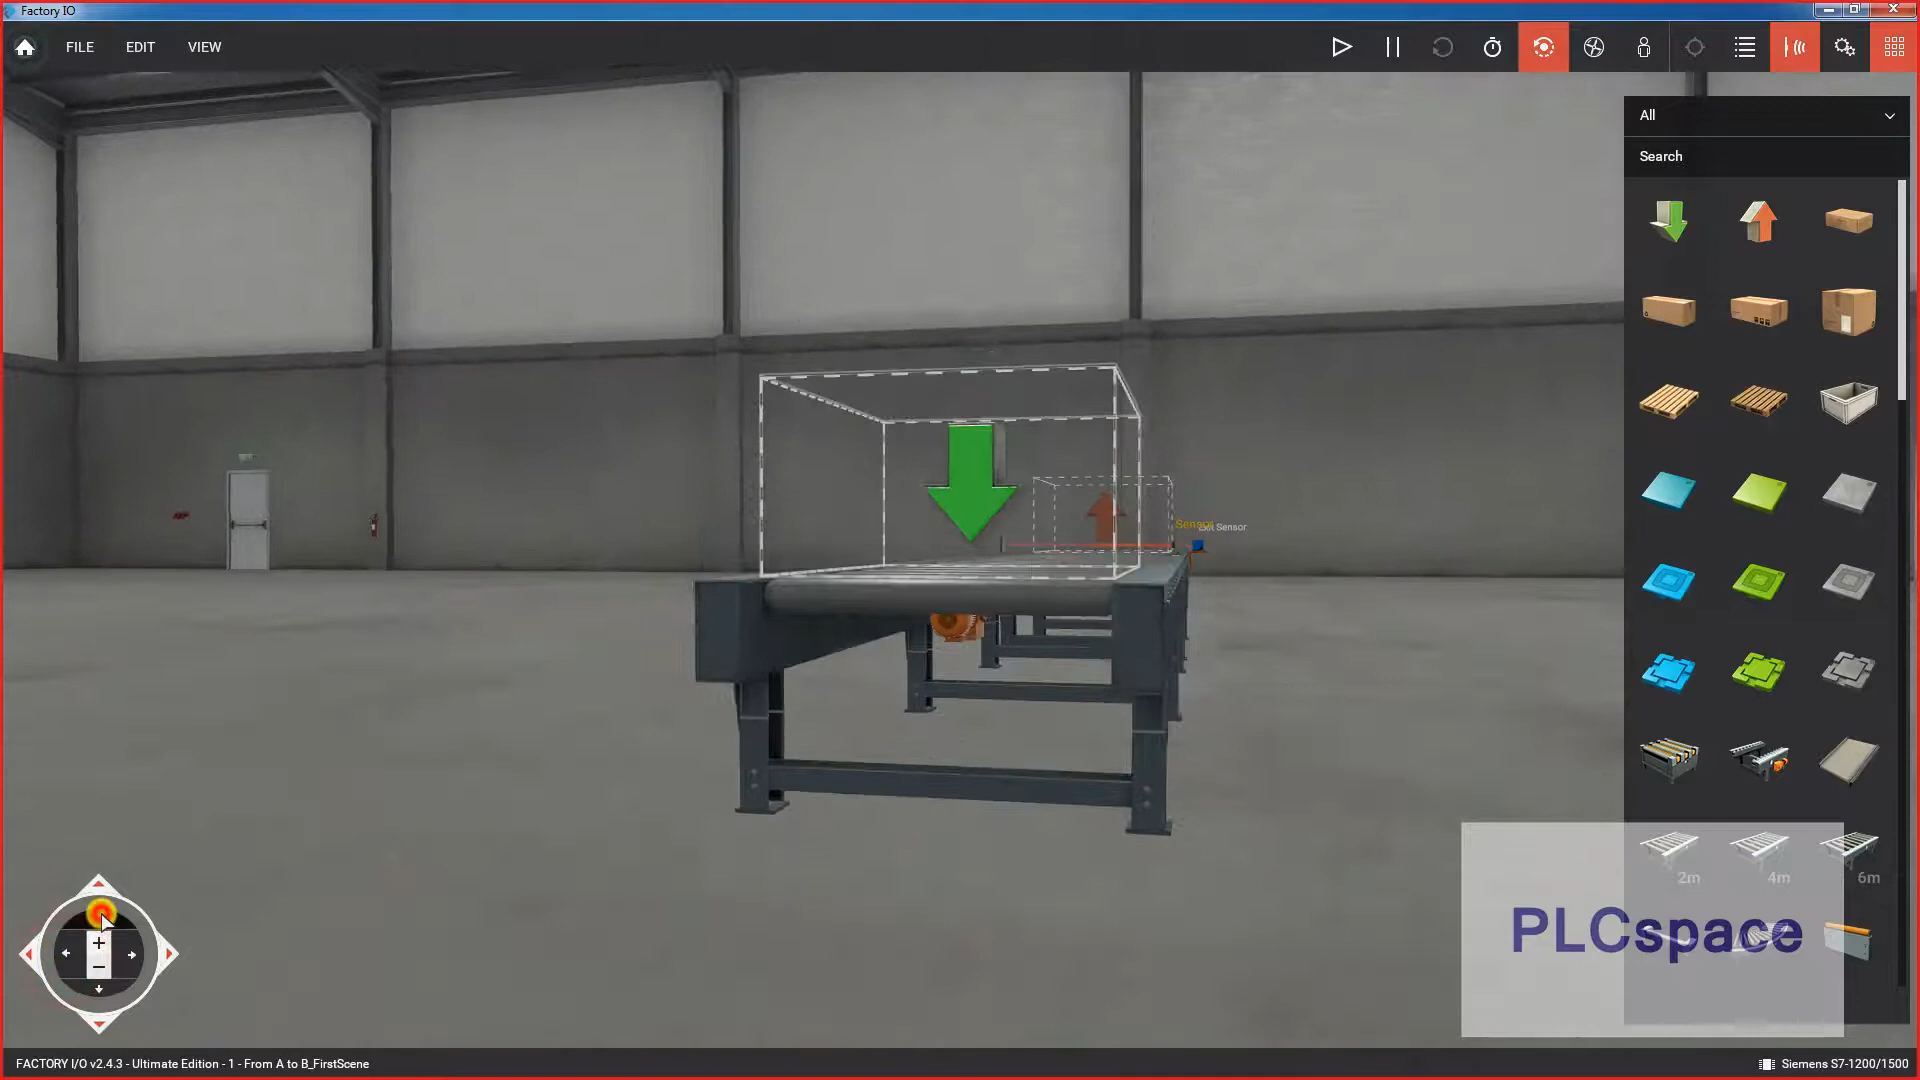 Factory IO
FILE EDIT VIEW
All
Search
Sensor
Exit Sensor
2m 4m 6m
PLCspace
FACTORY I/O v2.4.3 - Ultimate Edition - 1 - From A to B_FirstScene
Siemens S7-1200/1500